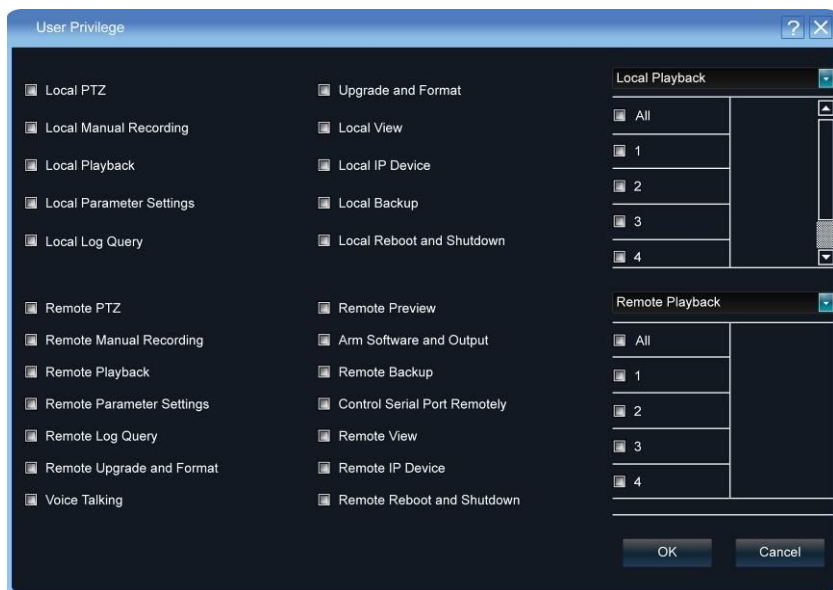 User Privilege
?
Local PTZ
Local Manual Recording
Local Playback
Local Parameter Settings
Local Log Query
Upgrade and Format
Local View
Local IP Device
Local Backup
Local Reboot and Shutdown
Local Playback
All
1
2
3
4
Remote PTZ
Remote Manual Recording
Remote Playback
Remote Parameter Settings
Remote Log Query
Remote Upgrade and Format
Voice Talking
Remote Preview
Arm Software and Output
Remote Backup
Control Serial Port Remotely
Remote View
Remote IP Device
Remote Reboot and Shutdown
Remote Playback
All
1
2
3
4
OK
Cancel